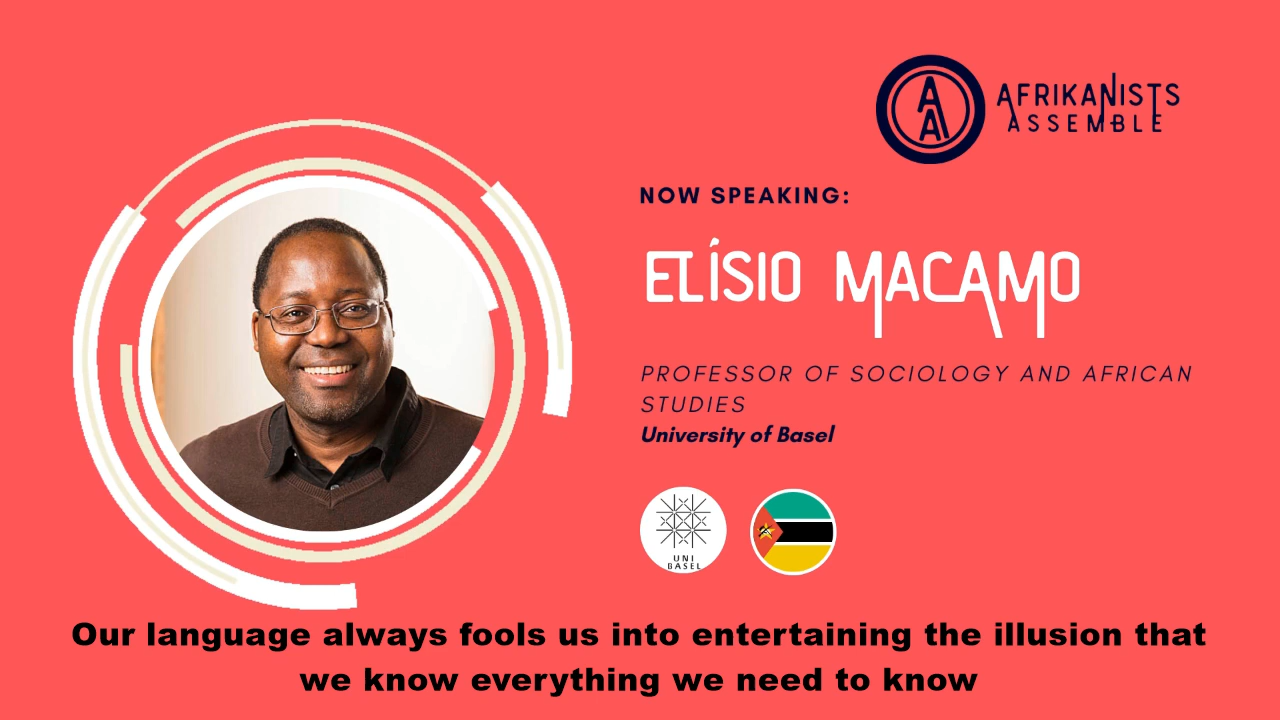 AA
AFRIKANISTS
ASSEMBLE
NOW SPEAKING:
ELÍSIO MACAMO
PROFESSOR OF SOCIOLOGY AND AFRICAN
STUDIES
University of Basel
UNI
BASEL
Our language always fools us into entertaining the illusion that
we know everything we need to know